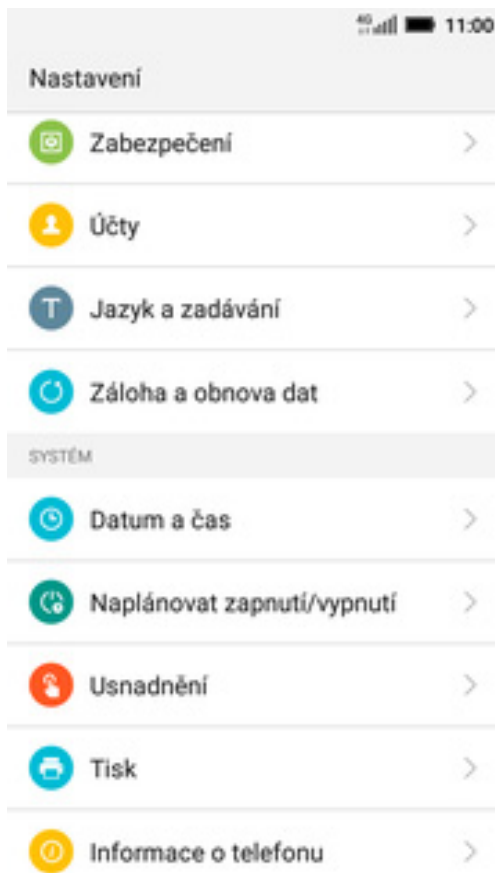 4G 11:00
Nastavení
Zabezpečení
Účty
T Jazyk a zadávání
Záloha a obnova dat
SYSTÉM
Datum a čas
Naplánovat zapnutí/vypnutí
Usnadnění
Tisk
Informace o telefonu